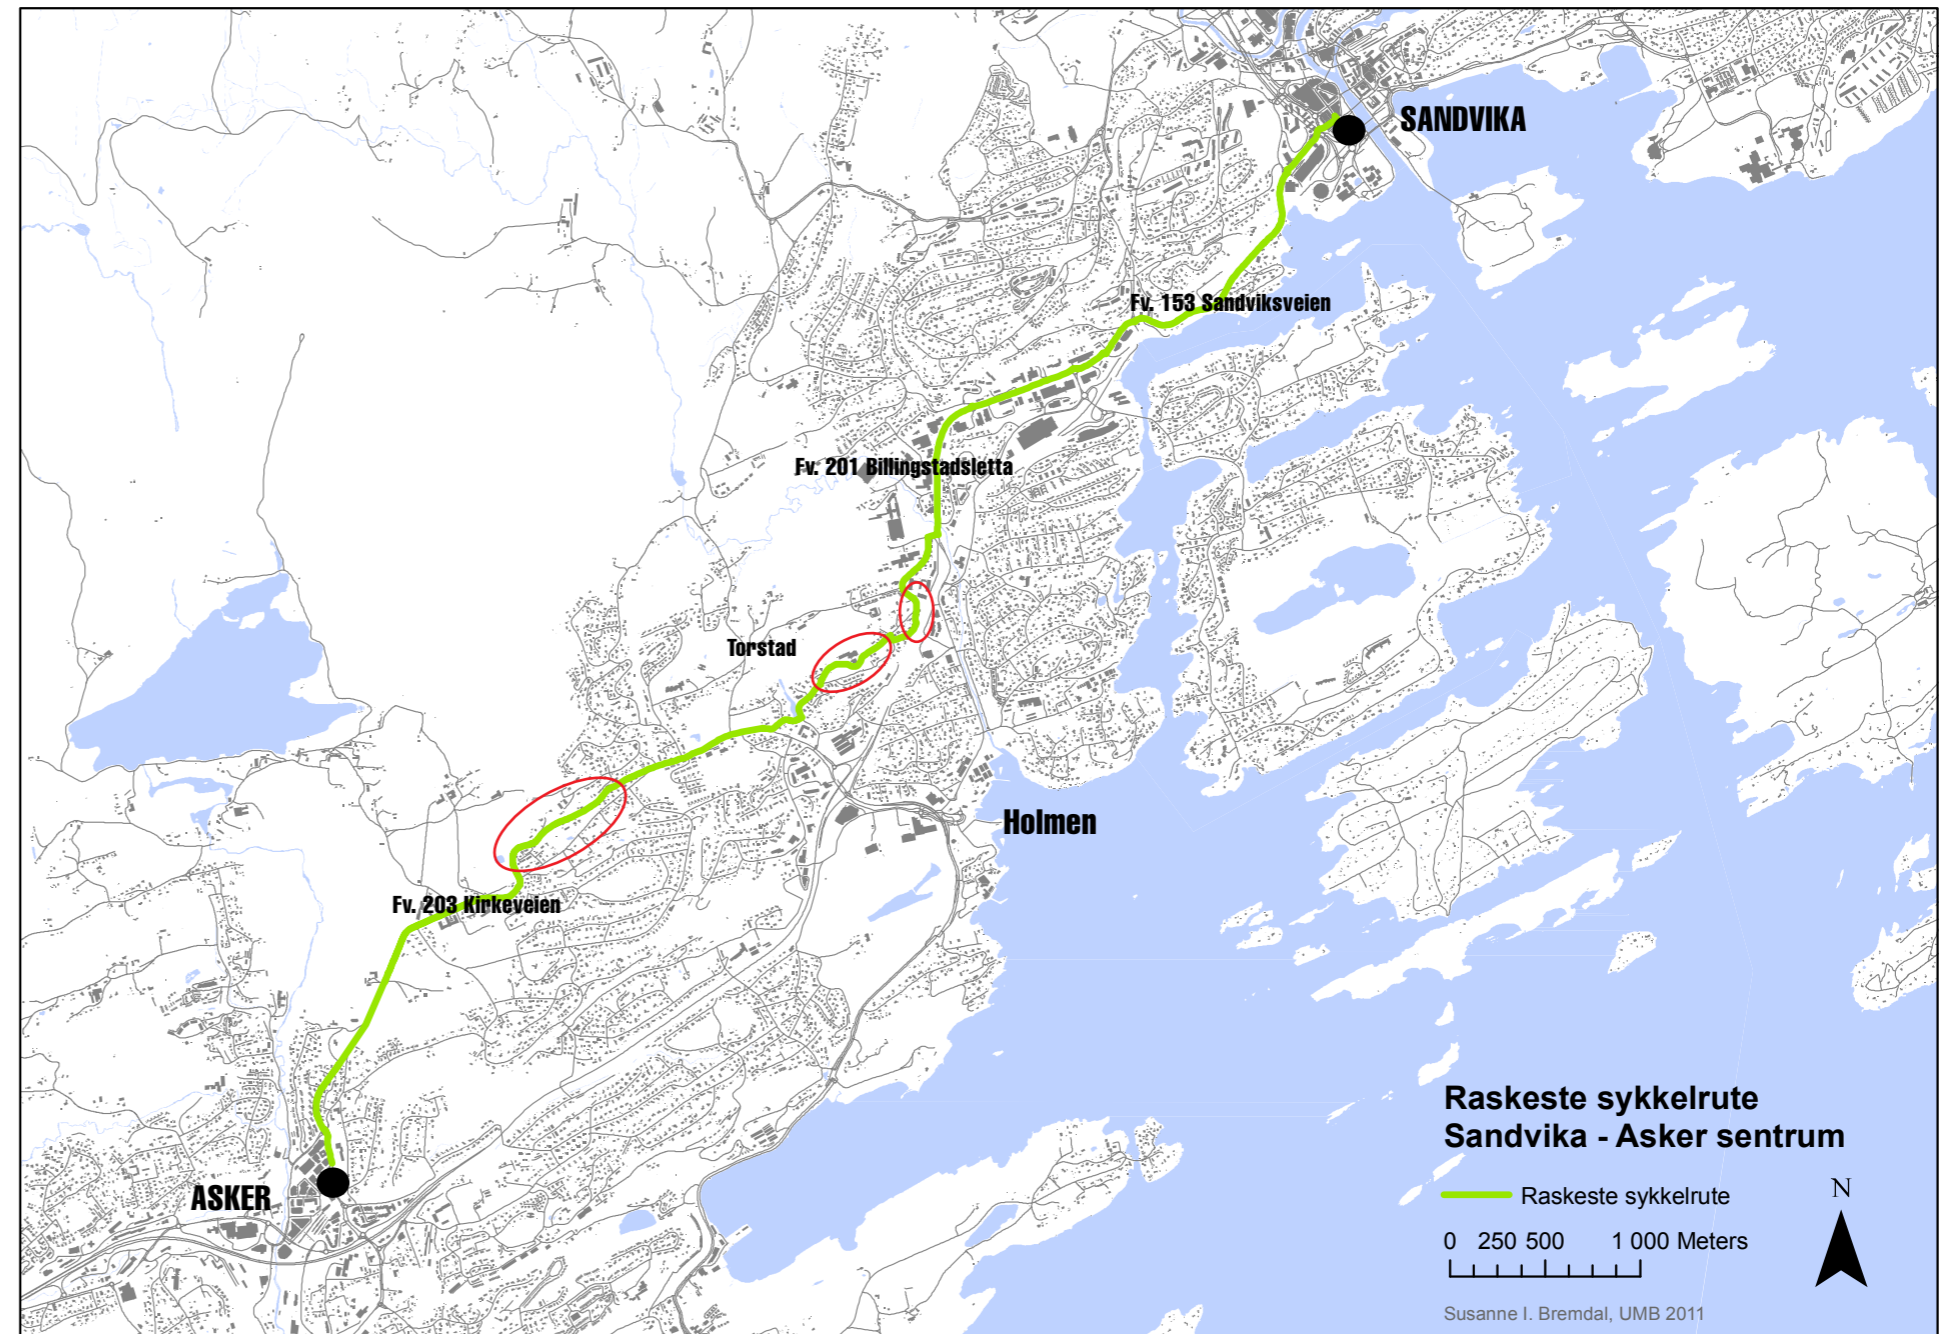 SANDVIKA
Fv. 153 Sandviksveien
Fv. 201 Billingstadsletta
Torstad
Holmen
Fv. 203 Kirkeveien
ASKER
Raskeste sykkelrute
Sandvika - Asker sentrum
Raskeste sykkelrute
N
0 250 500 1 000 Meters
Susanne I. Bremdal, UMB 2011